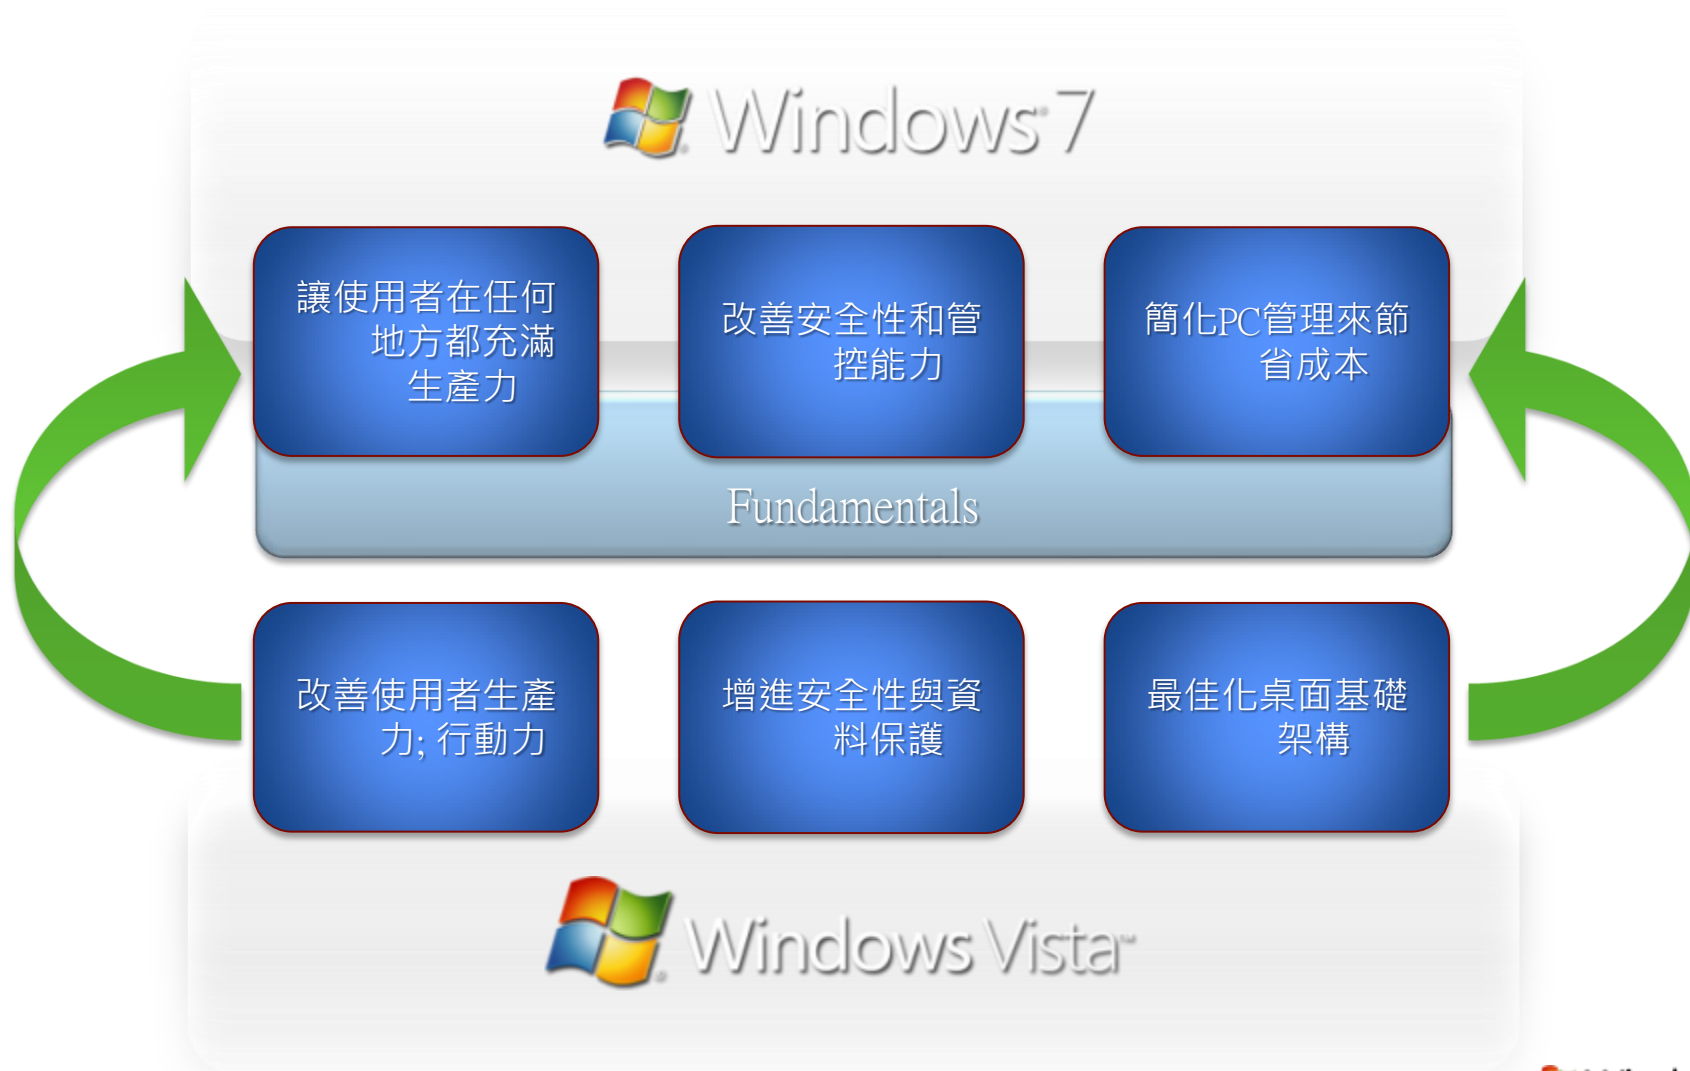 Windows® 7
讓使用者在任何
地方都充滿
生產力
改善安全性和管
控能力
簡化PC管理來節
省成本
Fundamentals
改善使用者生產
力; 行動力
增進安全性與資
料保護
最佳化桌面基礎
架構
Windows Vista™